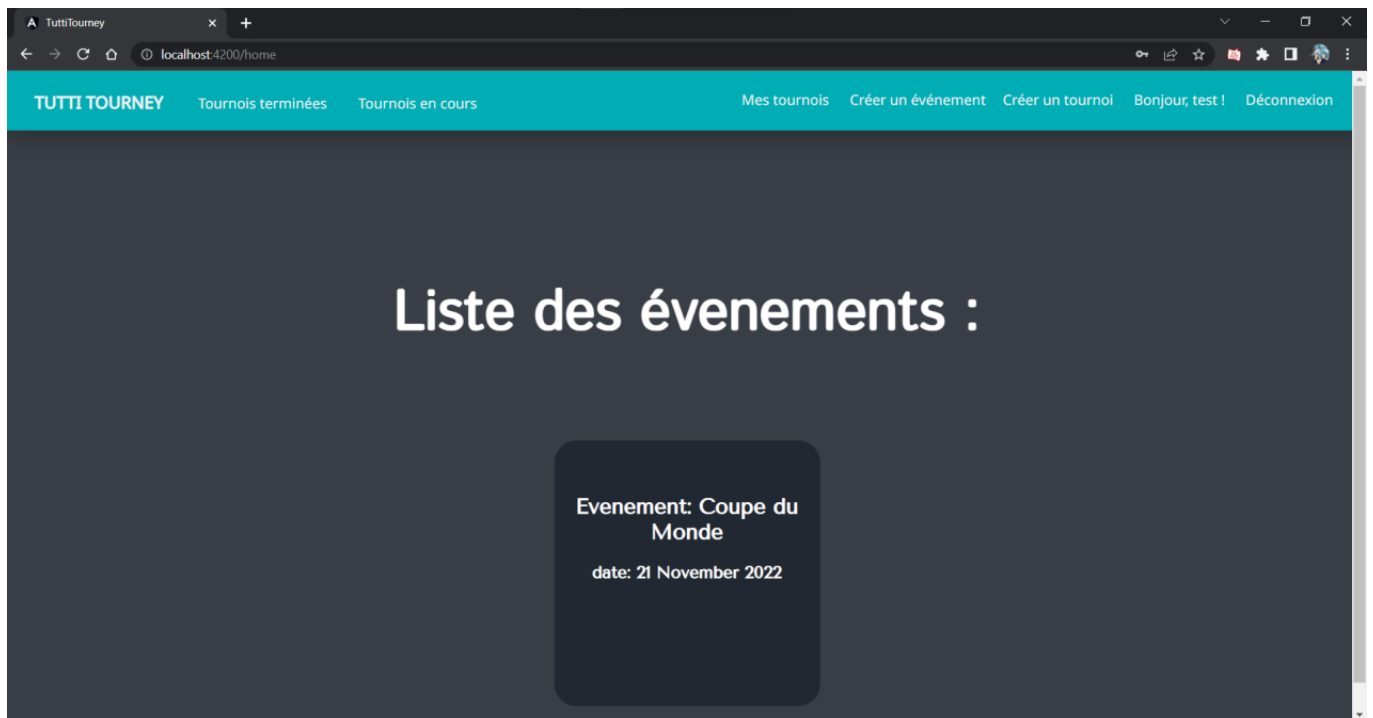 TuttiTourney
localhost:4200/home
TUTTI TOURNEY Tournois terminées Tournois en cours Mes tournois Créer un événement Créer un tournoi Bonjour, test ! Déconnexion
Liste des évenements :
Evenement: Coupe du
Monde
date: 21 November 2022